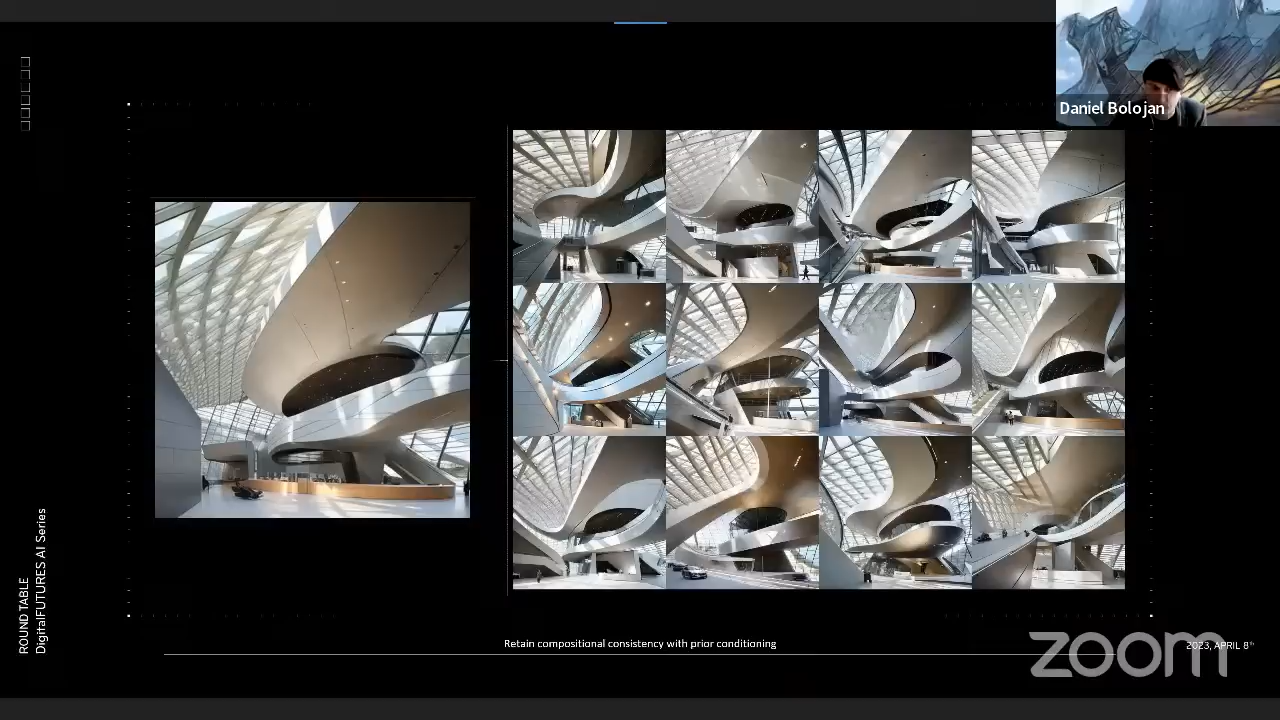 Daniel Bolojan
ROUND TABLE
DigitalFUTURES AI Series
Retain compositional consistency with prior conditioning
2023, APRIL 8th
zoom